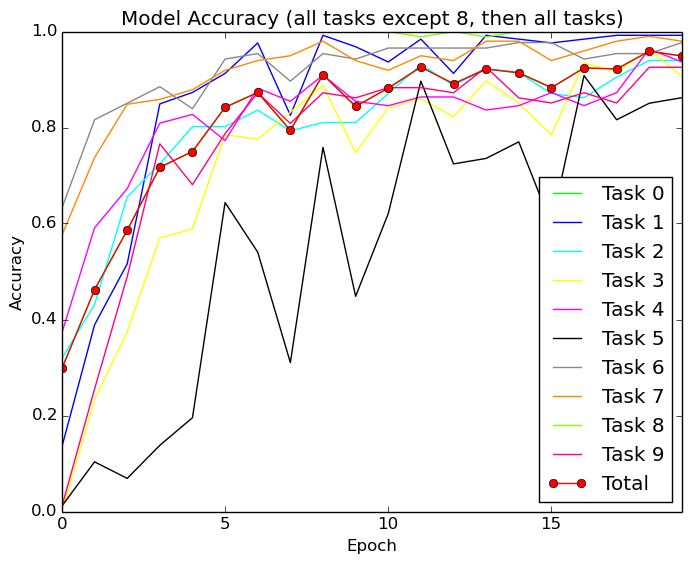 Model Accuracy (all tasks except 8, then all tasks)
1.0
0.8
0.6
0.4
0.2
0.0
Accuracy
0
5
10
15
Epoch
Task 0
Task 1
Task 2
Task 3
Task 4
Task 5
Task 6
Task 7
Task 8
Task 9
Total